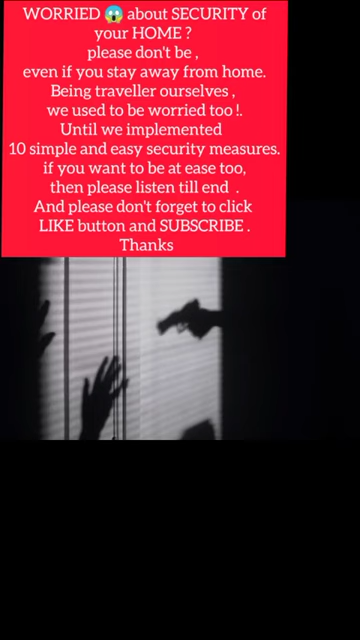 WORRIED 😱 about SECURITY of
your HOME ?
please don't be ,
even if you stay away from home.
Being traveller ourselves ,
we used to be worried too !.
Until we implemented
10 simple and easy security measures.
if you want to be at ease too,
then please listen till end .
And please don't forget to click
LIKE button and SUBSCRIBE .
Thanks